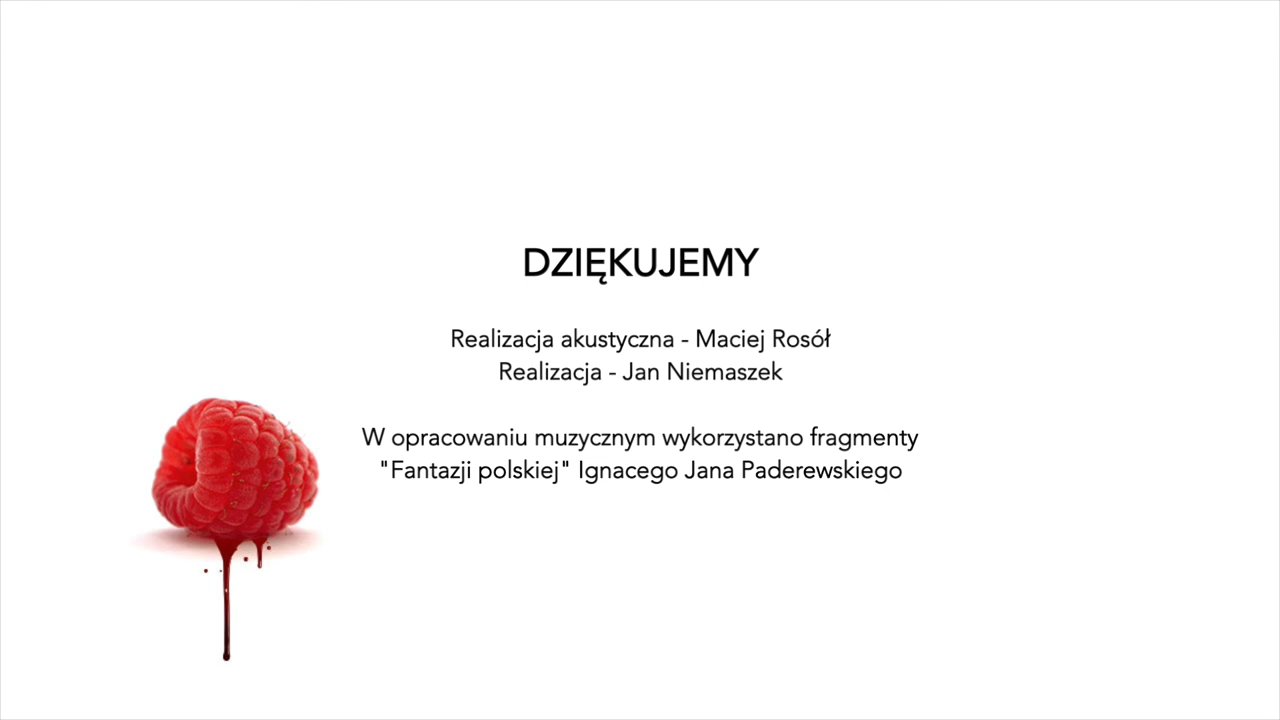 DZIĘKUJEMY
Realizacja akustyczna - Maciej Rosół
Realizacja - Jan Niemaszek
W opracowaniu muzycznym wykorzystano fragmenty
"Fantazji polskiej" Ignacego Jana Paderewskiego